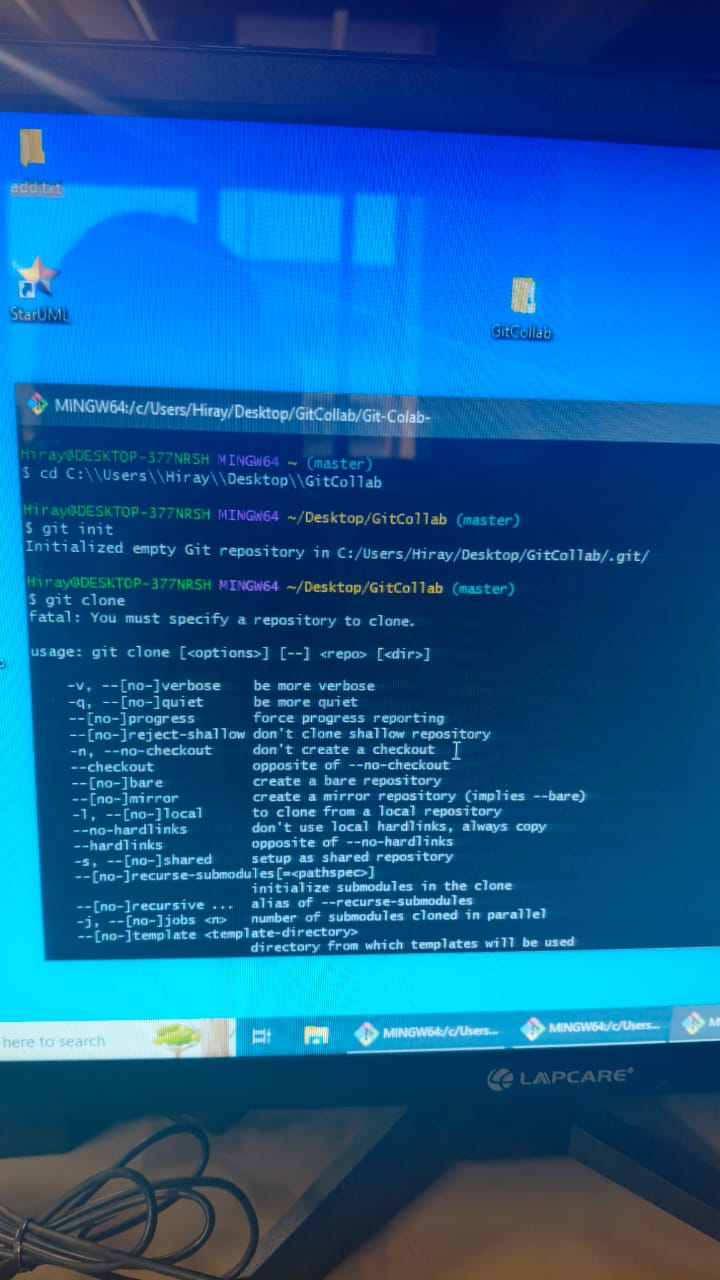 add.txt
StarUML
GitCollab
MINGW64:/c/Users/Hiray/Desktop/GitCollab/Git-Colab-
Hiray@DESKTOP-377NRSH MINGW64 ~ (master)
$ cd C:\\Users\\Hiray\\Desktop\\GitCollab
Hiray@DESKTOP-377NRSH MINGW64 ~/Desktop/GitCollab (master)
$ git init
Initialized empty Git repository in C:/Users/Hiray/Desktop/GitCollab/.git/
Hiray@DESKTOP-377NRSH MINGW64 ~/Desktop/GitCollab (master)
$ git clone
fatal: You must specify a repository to clone.
usage: git clone [<options>] [--] <repo> [<dir>]
-v, --[no-]verbose be more verbose
-q, --[no-]quiet be more quiet
--[no-]progress force progress reporting
--[no-]reject-shallow don't clone shallow repository
-n, --no-checkout don't create a checkout
--checkout opposite of --no-checkout
--[no-]bare create a bare repository
--[no-]mirror create a mirror repository (implies --bare)
-l, --[no-]local to clone from a local repository
--no-hardlinks don't use local hardlinks, always copy
--hardlinks opposite of --no-hardlinks
-s, --[no-]shared setup as shared repository
--[no-]recurse-submodules[=<pathspec>]
initialize submodules in the clone
--[no-]recursive ... alias of --recurse-submodules
-j, --[no-]jobs <n> number of submodules cloned in parallel
--[no-]template <template-directory>
directory from which templates will be used
here to search
MINGW64:/c/Users...
MINGW64:/c/Users...
M
LAPCARE